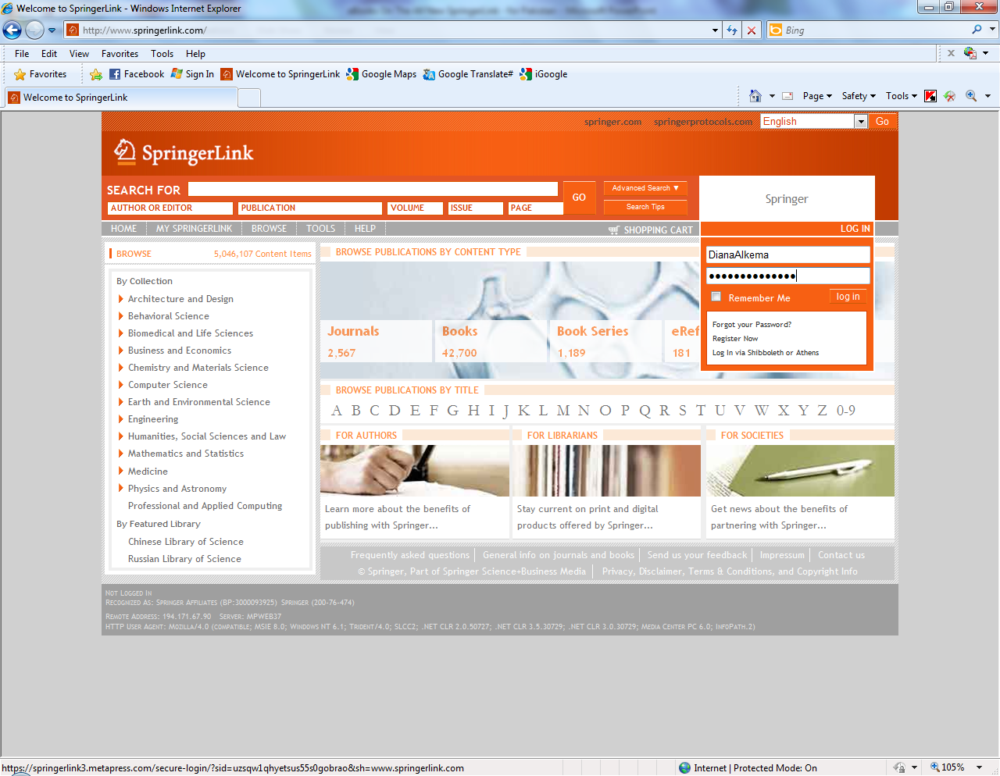 Welcome to SpringerLink - Windows Internet Explorer
http://www.springerlink.com/
Bing
File Edit View Favorites Tools Help
Favorites Facebook Sign In Welcome to SpringerLink Google Maps Google Translate# iGoogle
Welcome to SpringerLink
Page Safety Tools
springer.com springerprotocols.com English Go
SpringerLink
SEARCH FOR GO Advanced Search ▼
AUTHOR OR EDITOR PUBLICATION VOLUME ISSUE PAGE Search Tips
Springer
HOME MY SPRINGERLINK BROWSE TOOLS HELP SHOPPING CART LOG IN
BROWSE 5,046,107 Content Items
By Collection
Architecture and Design
Behavioral Science
Biomedical and Life Sciences
Business and Economics
Chemistry and Materials Science
Computer Science
Earth and Environmental Science
Engineering
Humanities, Social Sciences and Law
Mathematics and Statistics
Medicine
Physics and Astronomy
Professional and Applied Computing
By Featured Library
Chinese Library of Science
Russian Library of Science
BROWSE PUBLICATIONS BY CONTENT TYPE
Journals Books Book Series eRef
2,567 42,700 1,189 181
DianaAlkema
●●●●●●●●●●●●●●
Remember Me log in
Forgot your Password?
Register Now
Log In via Shibboleth or Athens
BROWSE PUBLICATIONS BY TITLE
A B C D E F G H I J K L M N O P Q R S T U V W X Y Z 0-9
FOR AUTHORS
Learn more about the benefits of
publishing with Springer...
FOR LIBRARIANS
Stay current on print and digital
products offered by Springer...
FOR SOCIETIES
Get news about the benefits of
partnering with Springer...
Frequently asked questions General info on journals and books Send us your feedback Impressum Contact us
© Springer, Part of Springer Science+Business Media Privacy, Disclaimer, Terms & Conditions, and Copyright Info
Not Logged In
Recognized As: Springer Affiliates (BP:3000093925) Springer (200-76-474)
Remote Address: 194.171.67.90 Server: MPWEB37
HTTP User Agent: Mozilla/4.0 (compatible; MSIE 8.0; Windows NT 6.1; Trident/4.0; SLCC2; .NET CLR 2.0.50727; .NET CLR 3.5.30729; .NET CLR 3.0.30729; Media Center PC 6.0; InfoPath.2)
https://springerlink3.metapress.com/secure-login/?sid=uzsqw1qhyetsus55s0gobrao&sh=www.springerlink.com
Internet | Protected Mode: On 105%